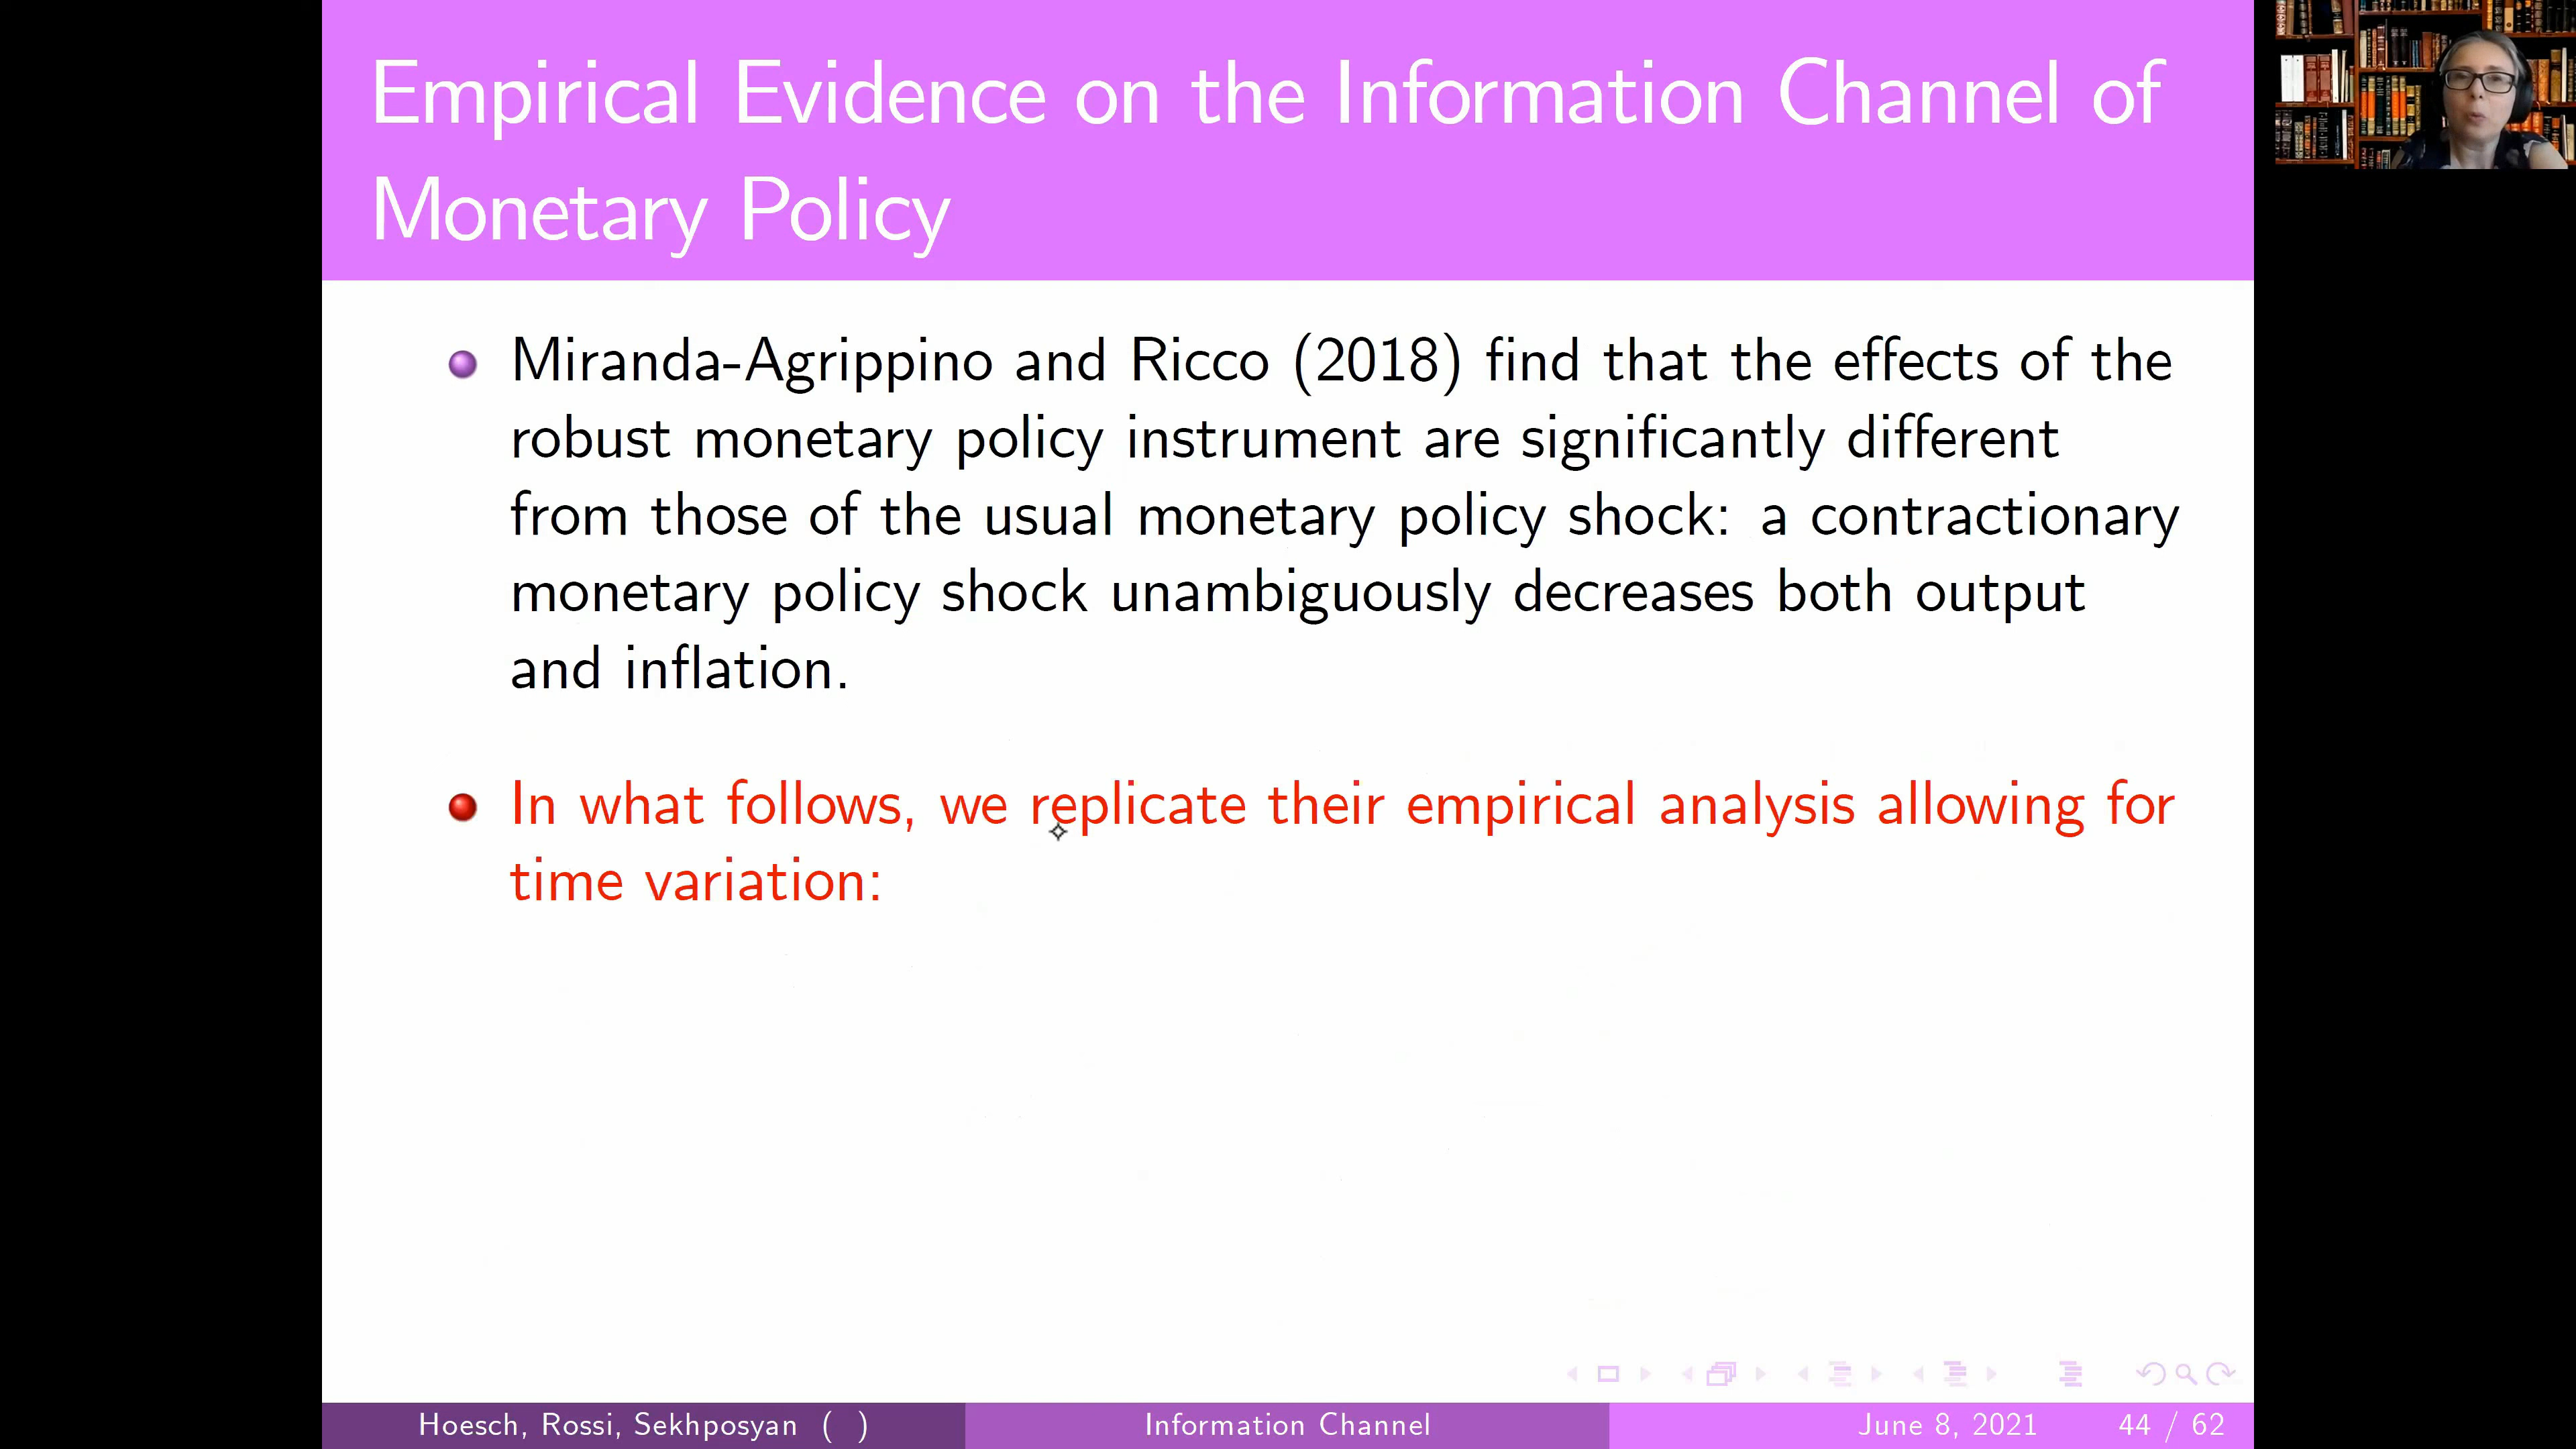 Empirical Evidence on the Information Channel of
Monetary Policy
Miranda-Agrippino and Ricco (2018) find that the effects of the
robust monetary policy instrument are significantly different
from those of the usual monetary policy shock: a contractionary
monetary policy shock unambiguously decreases both output
and inflation.
In what follows, we replicate their empirical analysis allowing for
time variation:
Hoesch, Rossi, Sekhposyan ( ) Information Channel June 8, 2021 44 / 62